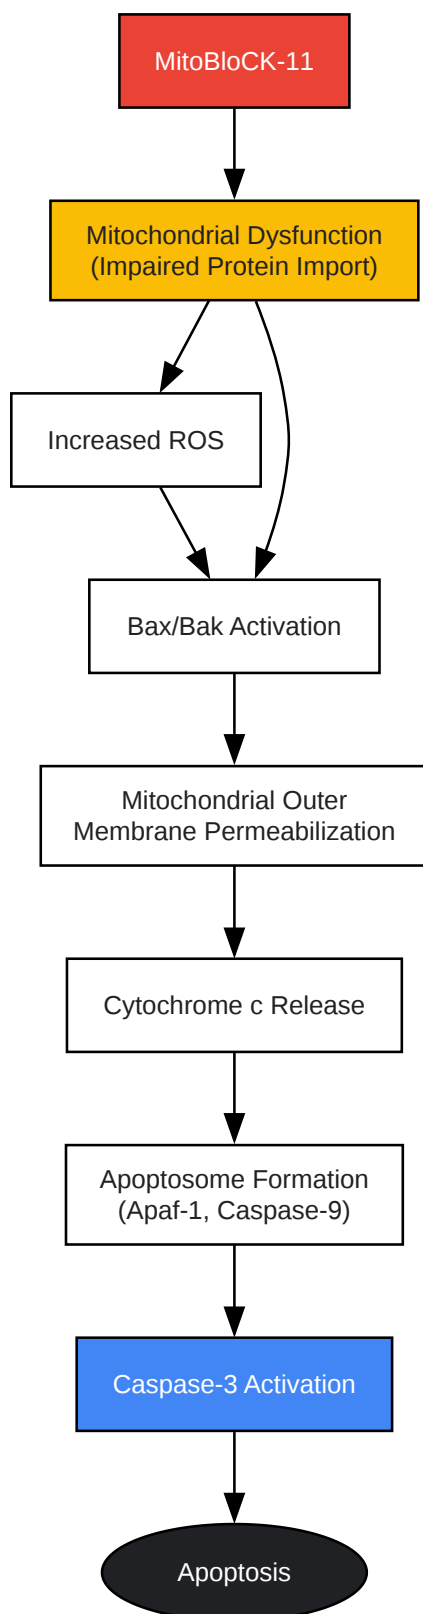 MitoBloCK-11
Mitochondrial Dysfunction
(Impaired Protein Import)
Increased ROS
Bax/Bak Activation
Mitochondrial Outer
Membrane Permeabilization
Cytochrome c Release
Apoptosome Formation
(Apaf-1, Caspase-9)
Caspase-3 Activation
Apoptosis